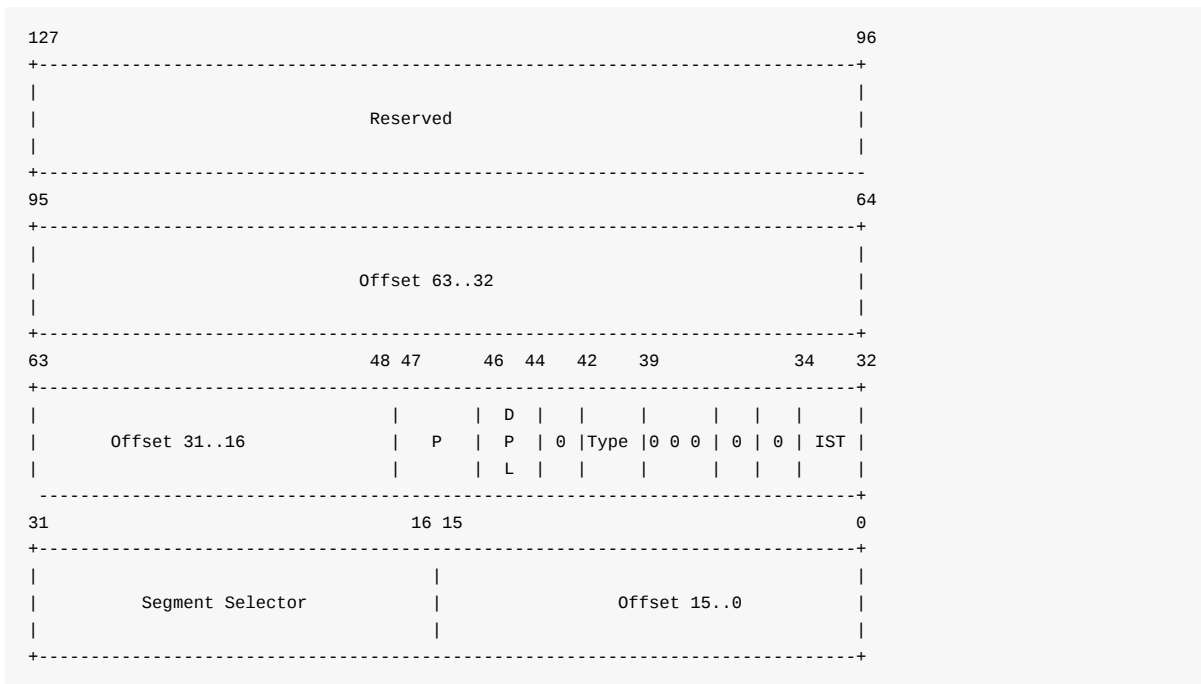 127                                                                             96
+-------------------------------------------------------------------------------+
|                                                                               |
|                                Reserved                                       |
|                                                                               |
+--------------------------------------------------------------------------------
95                                                                              64
+-------------------------------------------------------------------------------+
|                                                                               |
|                               Offset 63..32                                   |
|                                                                               |
+-------------------------------------------------------------------------------+
63                               48 47      46  44   42    39             34    32
+-------------------------------------------------------------------------------+
|                                  |       |  D  |   |     |      |   |   |     |
|       Offset 31..16              |   P   |  P  | 0 |Type |0 0 0 | 0 | 0 | IST |
|                                  |       |  L  |   |     |      |   |   |     |
 -------------------------------------------------------------------------------+
31                                   16 15                                      0
+-------------------------------------------------------------------------------+
|                                      |                                        |
|          Segment Selector            |                 Offset 15..0           |
|                                      |                                        |
+-------------------------------------------------------------------------------+